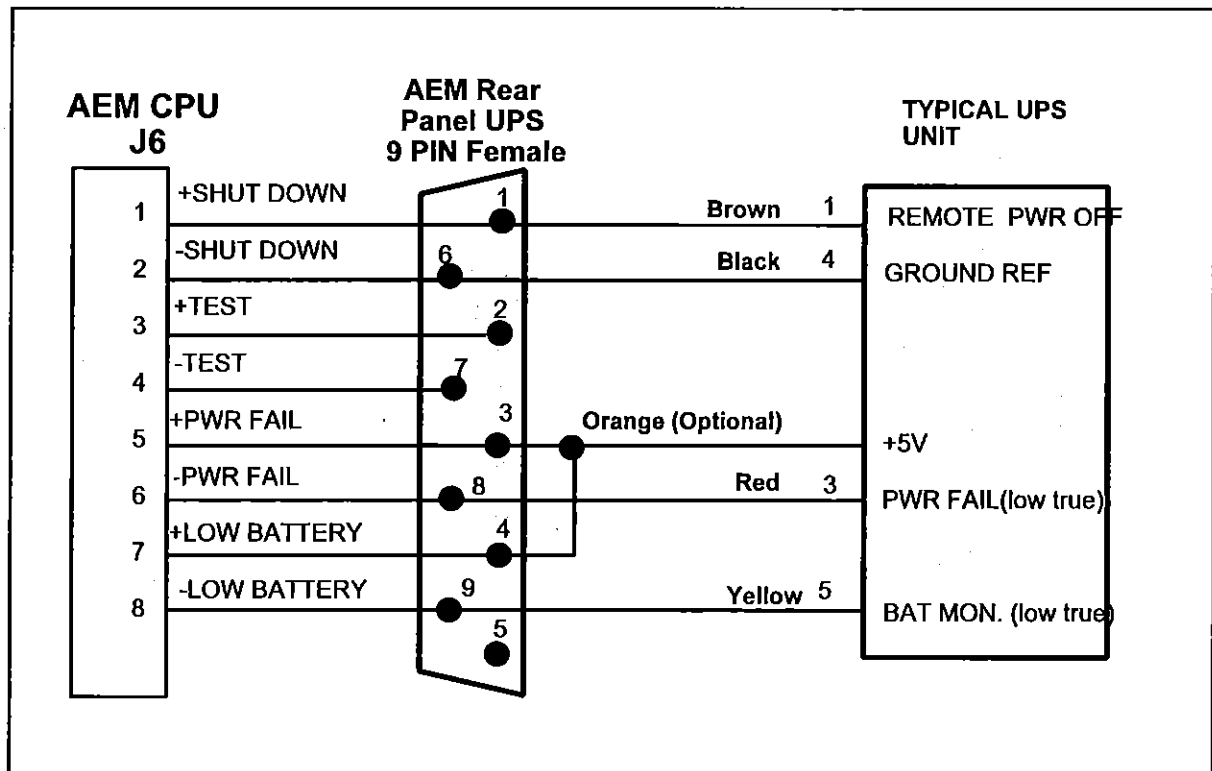 AEM CPU
J6
AEM Rear
Panel UPS
9 PIN Female
TYPICAL UPS
UNIT
1
+SHUT DOWN
1
Brown
1
REMOTE PWR OFF
2
-SHUT DOWN
6
Black
4
GROUND REF
3
+TEST
2
4
-TEST
7
5
+PWR FAIL
3
Orange (Optional)
+5V
6
-PWR FAIL
8
Red
3
PWR FAIL(low true)
7
+LOW BATTERY
4
8
-LOW BATTERY
9
Yellow
5
BAT MON. (low true)
5